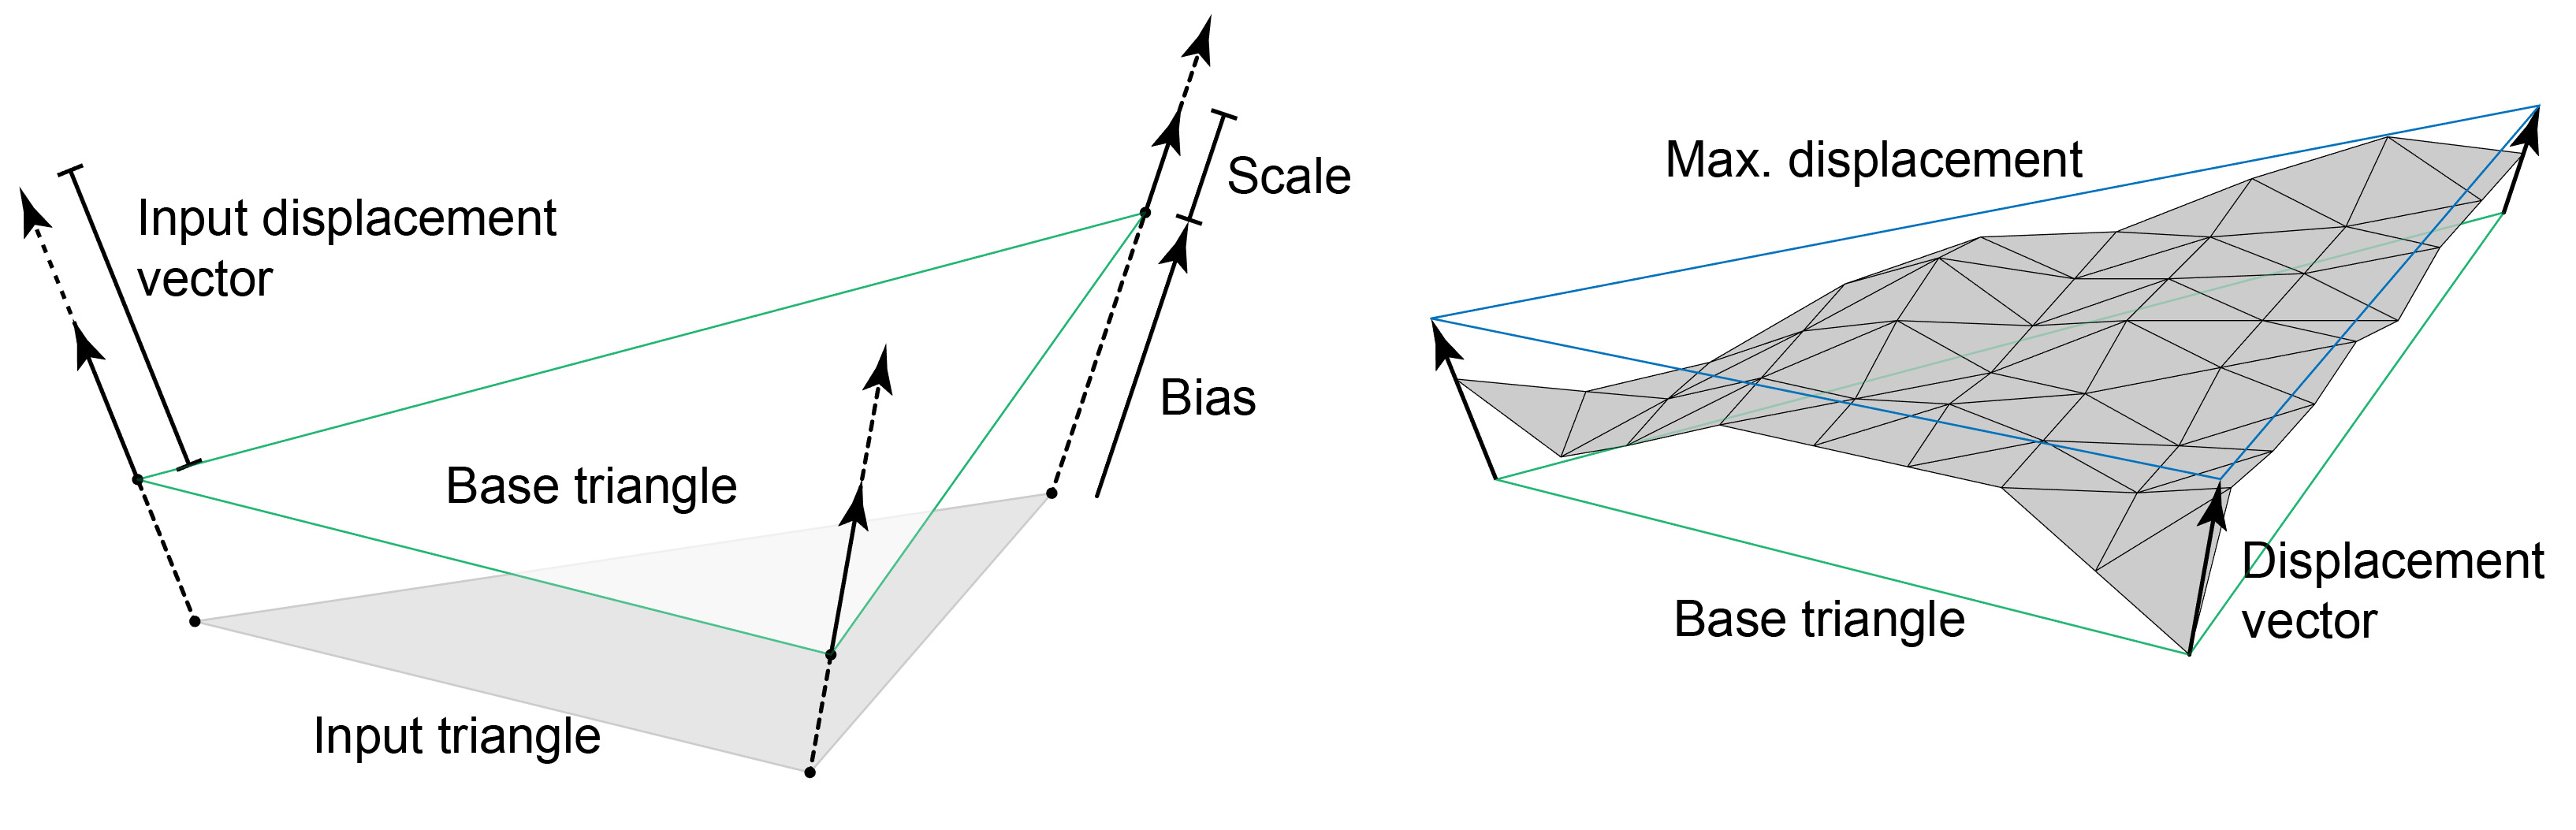 Input displacement
vector
Scale
Bias
Base triangle
Input triangle
Max. displacement
Base triangle
Displacement
vector